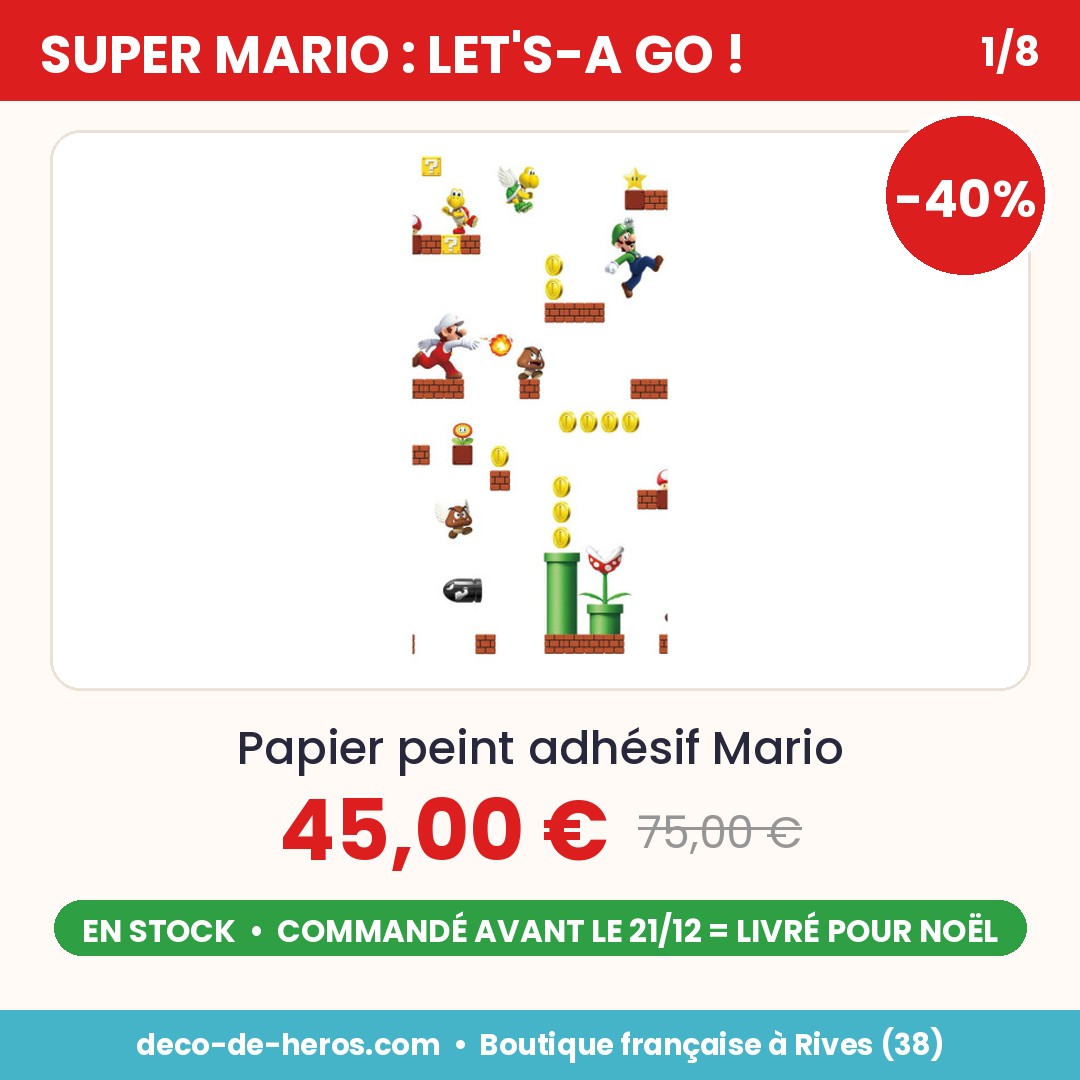 SUPER MARIO : LET'S-A GO !
1/8
-40%
?
?
Papier peint adhésif Mario
45,00 € 75,00 €
EN STOCK • COMMANDÉ AVANT LE 21/12 = LIVRÉ POUR NOËL
deco-de-heros.com • Boutique française à Rives (38)